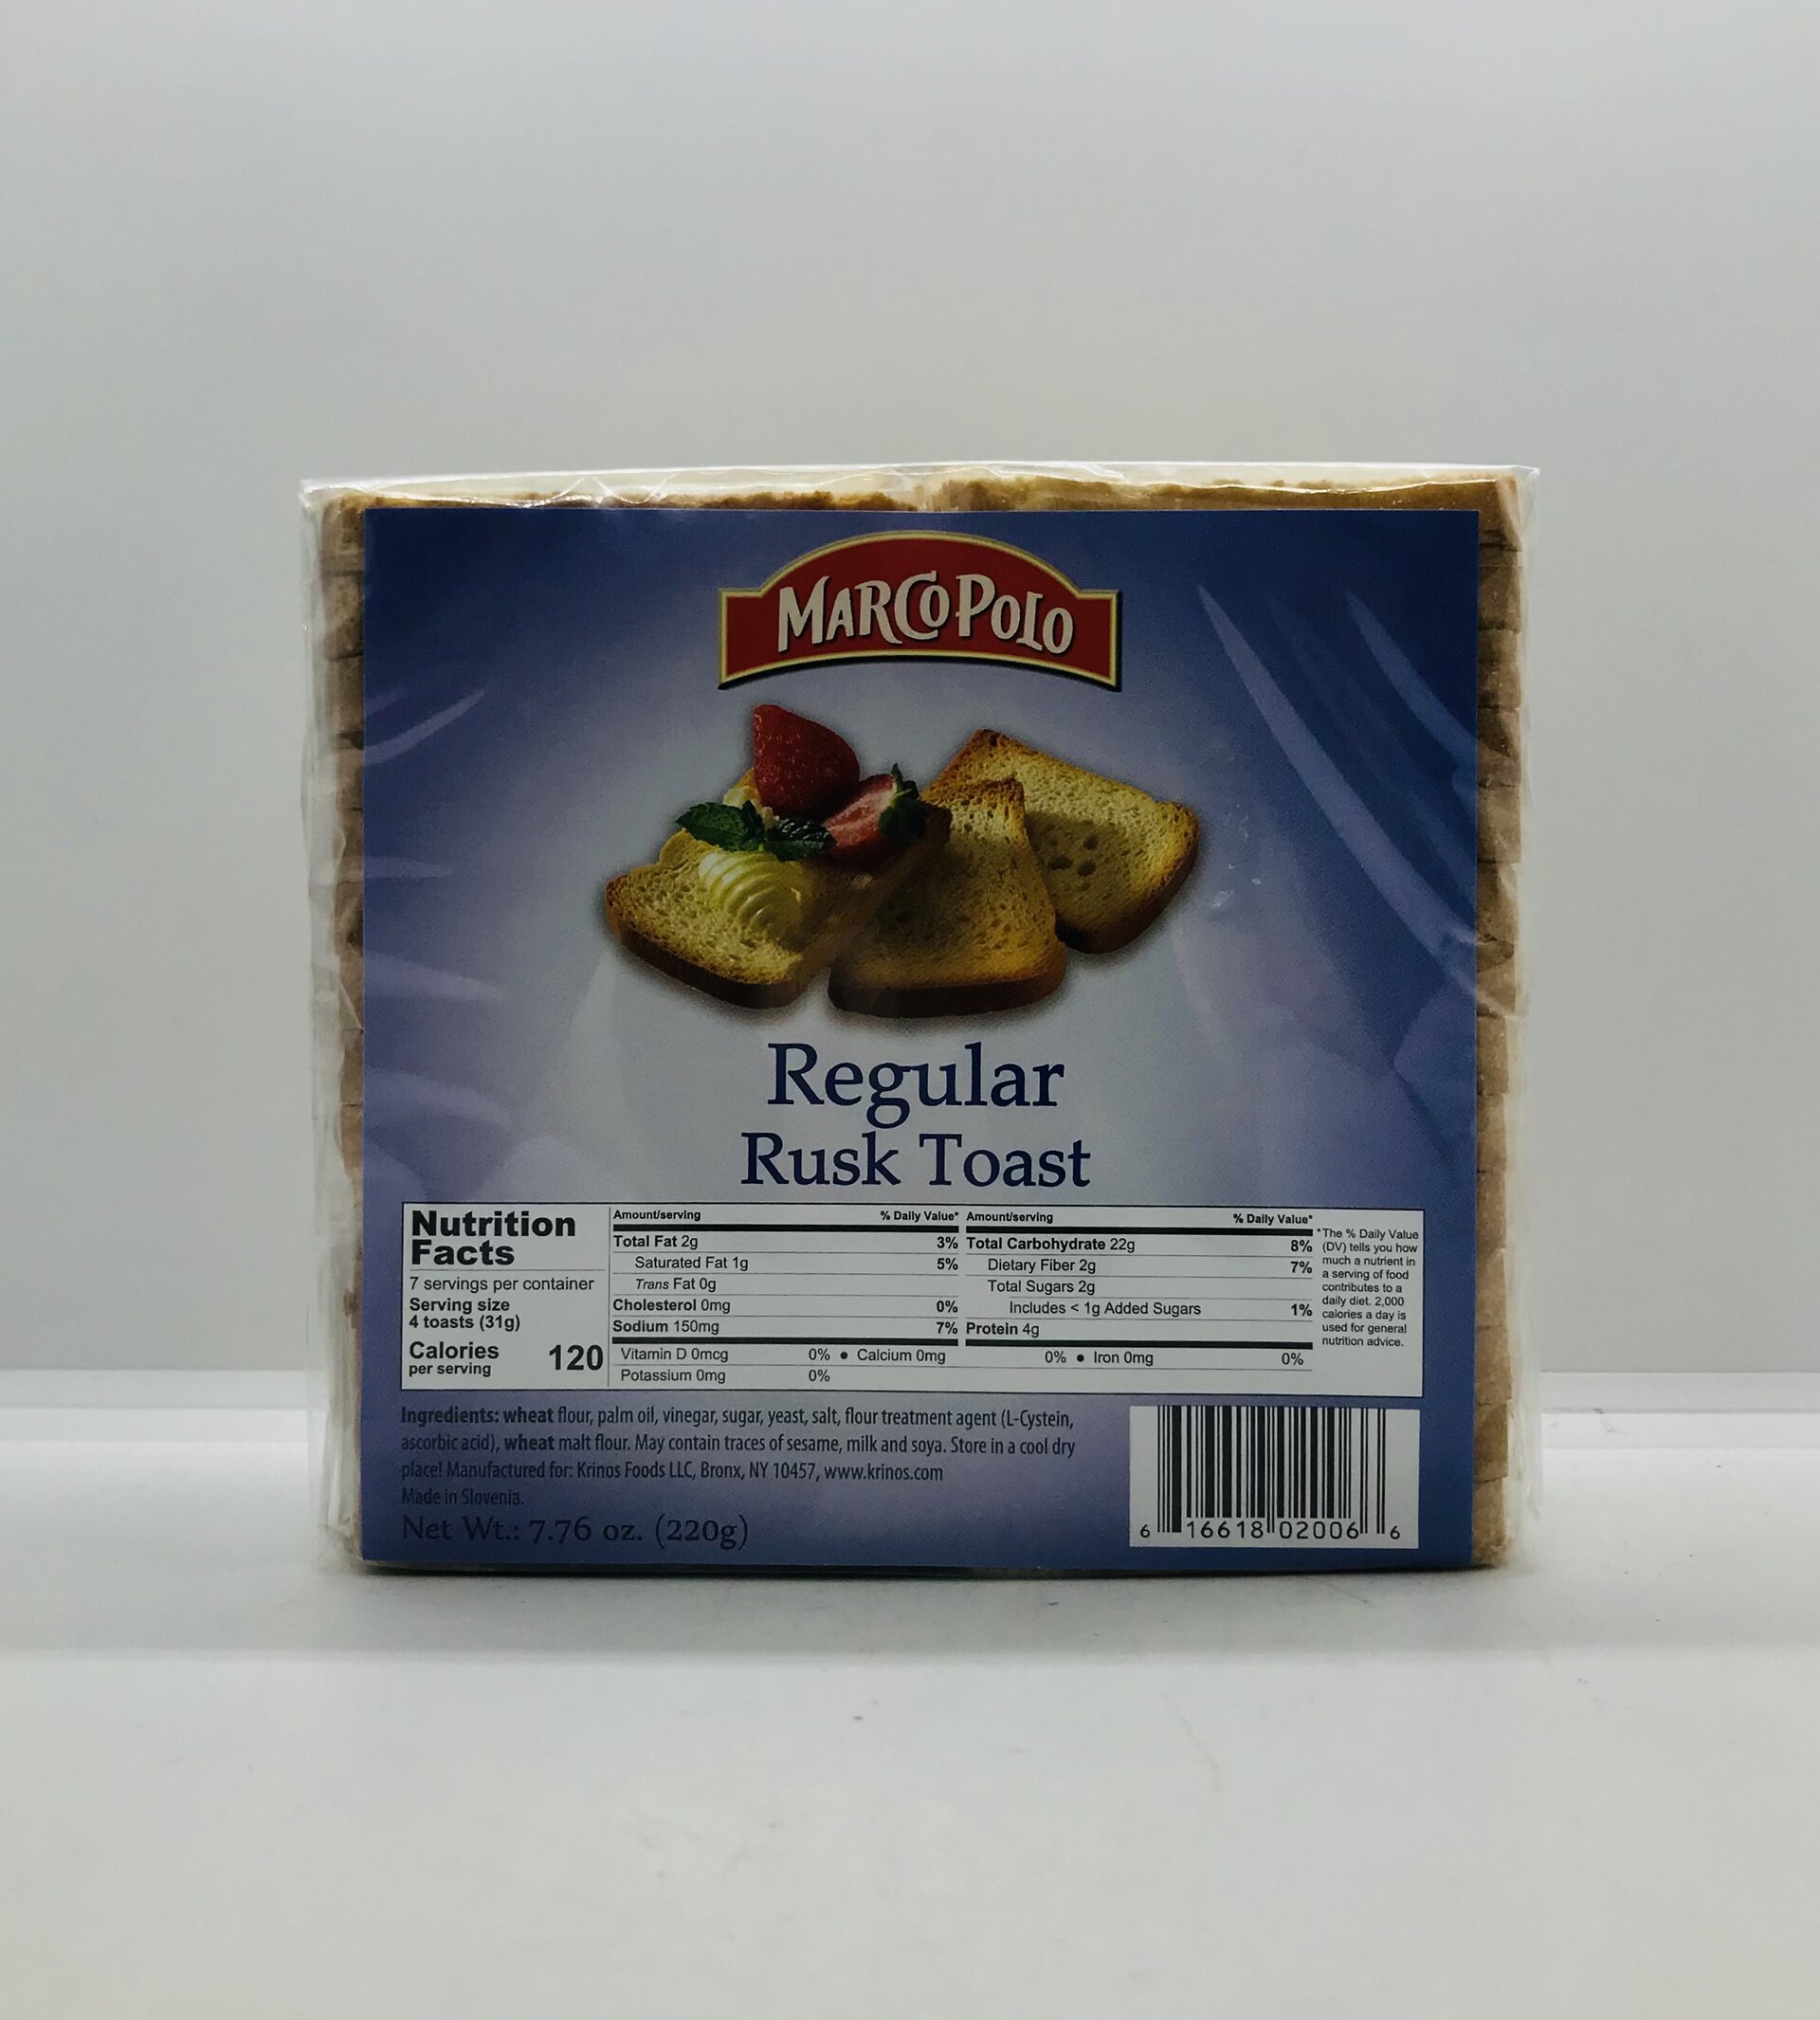 MARCO POLO
Regular
Rusk Toast
Nutrition
Facts
7 servings per container
Serving size
4 toasts (31g)
Calories
per serving
120
Amount/serving % Daily Value*
Total Fat 2g 3%
Saturated Fat 1g 5%
Trans Fat 0g
Cholesterol 0mg 0%
Sodium 150mg 7%
Amount/serving % Daily Value*
Total Carbohydrate 22g 8%
Dietary Fiber 2g 7%
Total Sugars 2g
Includes < 1g Added Sugars 1%
Protein 4g
Vitamin D 0mcg 0% • Calcium 0mg 0% • Iron 0mg 0%
Potassium 0mg 0%
*The % Daily Value
(DV) tells you how
much a nutrient in
a serving of food
contributes to a
daily diet. 2,000
calories a day is
used for general
nutrition advice.
Ingredients: wheat flour, palm oil, vinegar, sugar, yeast, salt, flour treatment agent (L-Cystein,
ascorbic acid), wheat malt flour. May contain traces of sesame, milk and soya. Store in a cool dry
place! Manufactured for: Krinos Foods LLC, Bronx, NY 10457, www.krinos.com
Made in Slovenia.
Net Wt.: 7.76 oz. (220g)
6 16618 02006 6